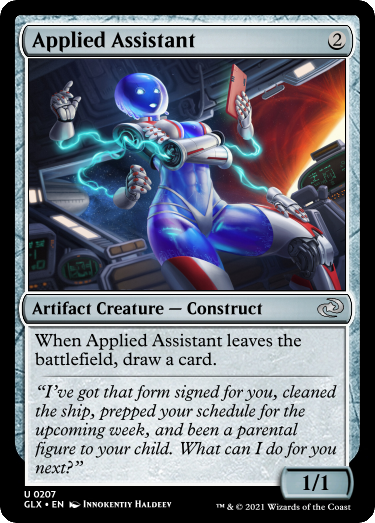 Applied Assistant 2
Artifact Creature — Construct
When Applied Assistant leaves the
battlefield, draw a card.
“I’ve got that form signed for you, cleaned
the ship, prepped your schedule for the
upcoming week, and been a parental
figure to your child. What can I do for you
next?”
1/1
U 0207
GLX • EN Innokentiy Haldeev
™ & © 2021 Wizards of the Coast